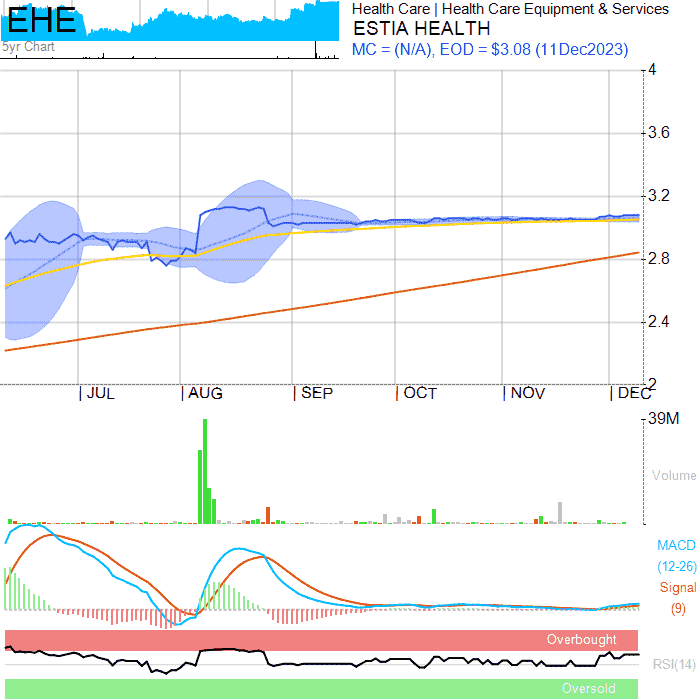 EHE
5yr Chart
Health Care | Health Care Equipment & Services
ESTIA HEALTH
MC = (N/A), EOD = $3.08 (11Dec2023)
4
3.6
3.2
2.8
2.4
2
| JUL
| AUG
| SEP
| OCT
| NOV
| DEC
39M
Volume
MACD
(12-26)
Signal
(9)
Overbought
RSI(14)
Oversold